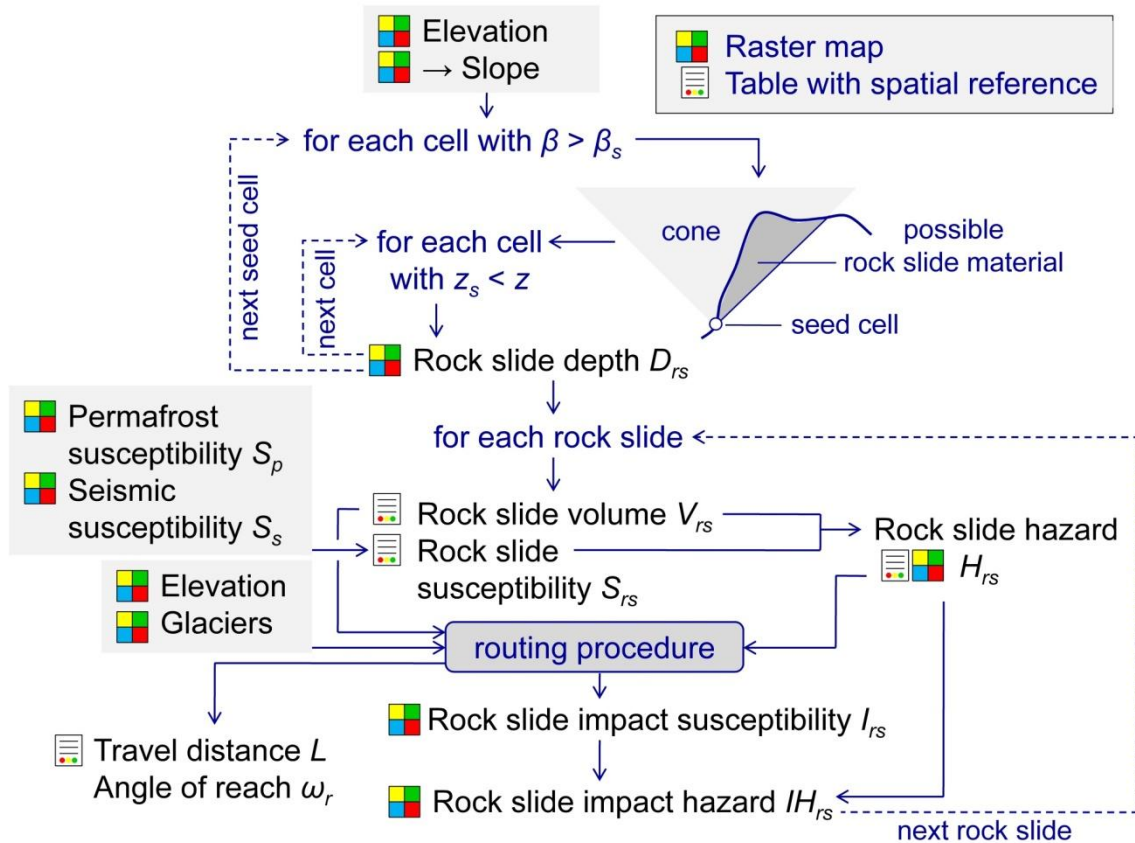 Elevation
→ Slope
Raster map
Table with spatial reference
for each cell with β > βs
next seed cell
next cell
for each cell
with zs < z
cone
possible
rock slide material
seed cell
Rock slide depth Drs
Permafrost
susceptibility Sp
Seismic
susceptibility Ss
for each rock slide
Rock slide volume Vrs
Rock slide
susceptibility Srs
Rock slide hazard
Hrs
Elevation
Glaciers
routing procedure
Rock slide impact susceptibility Irs
Travel distance L
Angle of reach ωr
Rock slide impact hazard IHrs
next rock slide